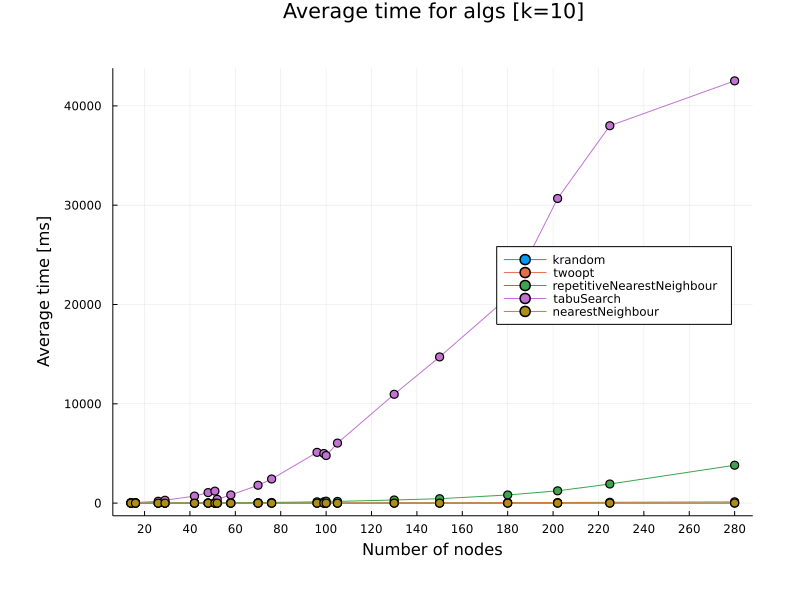 Average time for algs [k=10]
Average time [ms]
40000
30000
20000
10000
0
krandom
twoopt
repetitiveNearestNeighbour
tabuSearch
nearestNeighbour
20 40 60 80 100 120 140 160 180 200 220 240 260 280
Number of nodes